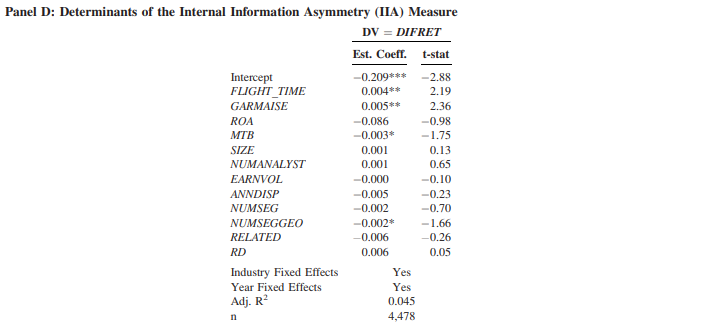 Panel D: Determinants of the Internal Information Asymmetry (IIA) Measure
DV = DIFRET
Est. Coeff. t-stat
Intercept −0.209*** −2.88
FLIGHT_TIME 0.004** 2.19
GARMAISE 0.005** 2.36
ROA −0.086 −0.98
MTB −0.003* −1.75
SIZE 0.001 0.13
NUMANALYST 0.001 0.65
EARNVOL −0.000 −0.10
ANNDISP −0.005 −0.23
NUMSEG −0.002 −0.70
NUMSEGGEO −0.002* −1.66
RELATED −0.006 −0.26
RD 0.006 0.05
Industry Fixed Effects Yes
Year Fixed Effects Yes
Adj. R² 0.045
n 4,478